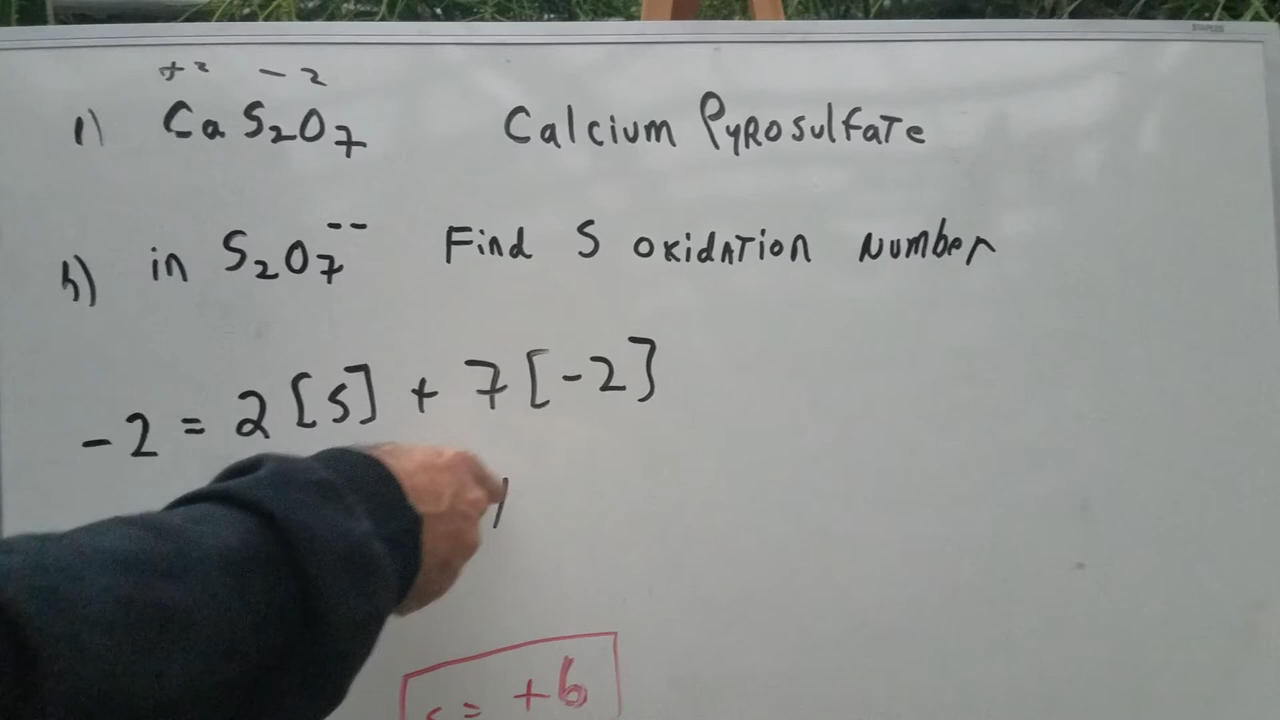 +2 -2
1) CaS₂O₇ Calcium Pyrosulfate
h) in S₂O₇⁻⁻ Find S oxidation number
-2 = 2[S] + 7[-2]
S = +6